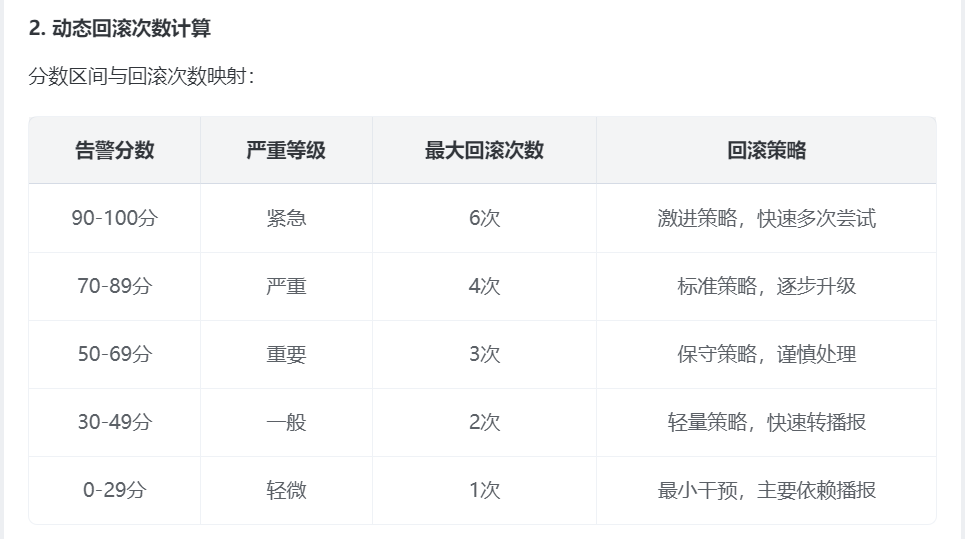 2. 动态回滚次数计算
分数区间与回滚次数映射：
告警分数 严重等级 最大回滚次数 回滚策略
90-100分 紧急 6次 激进策略，快速多次尝试
70-89分 严重 4次 标准策略，逐步升级
50-69分 重要 3次 保守策略，谨慎处理
30-49分 一般 2次 轻量策略，快速转播报
0-29分 轻微 1次 最小干预，主要依赖播报